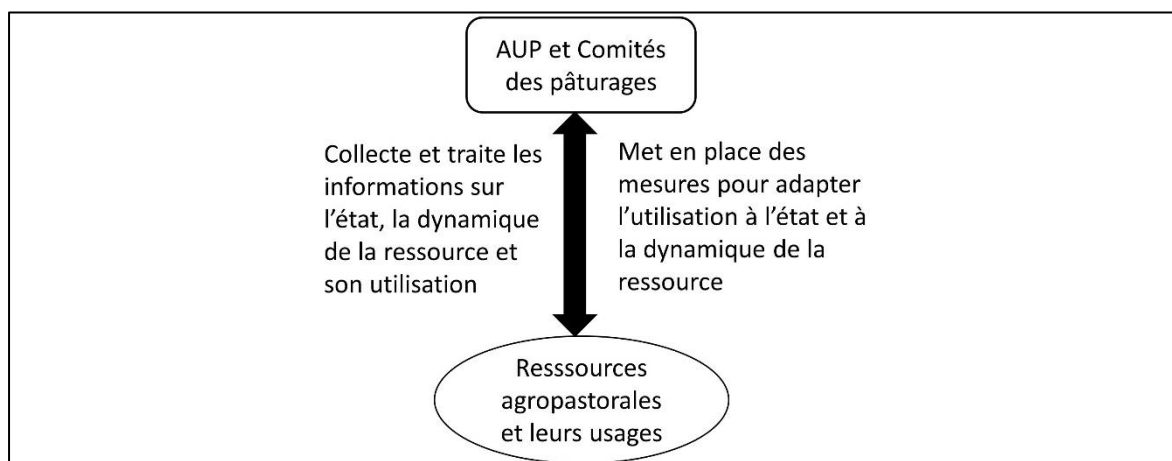 AUP et Comités
des pâturages
Collecte et traite les
informations sur
l'état, la dynamique
de la ressource et
son utilisation
Met en place des
mesures pour adapter
l'utilisation à l'état et à
la dynamique de la
ressource
Resssources
agropastorales
et leurs usages